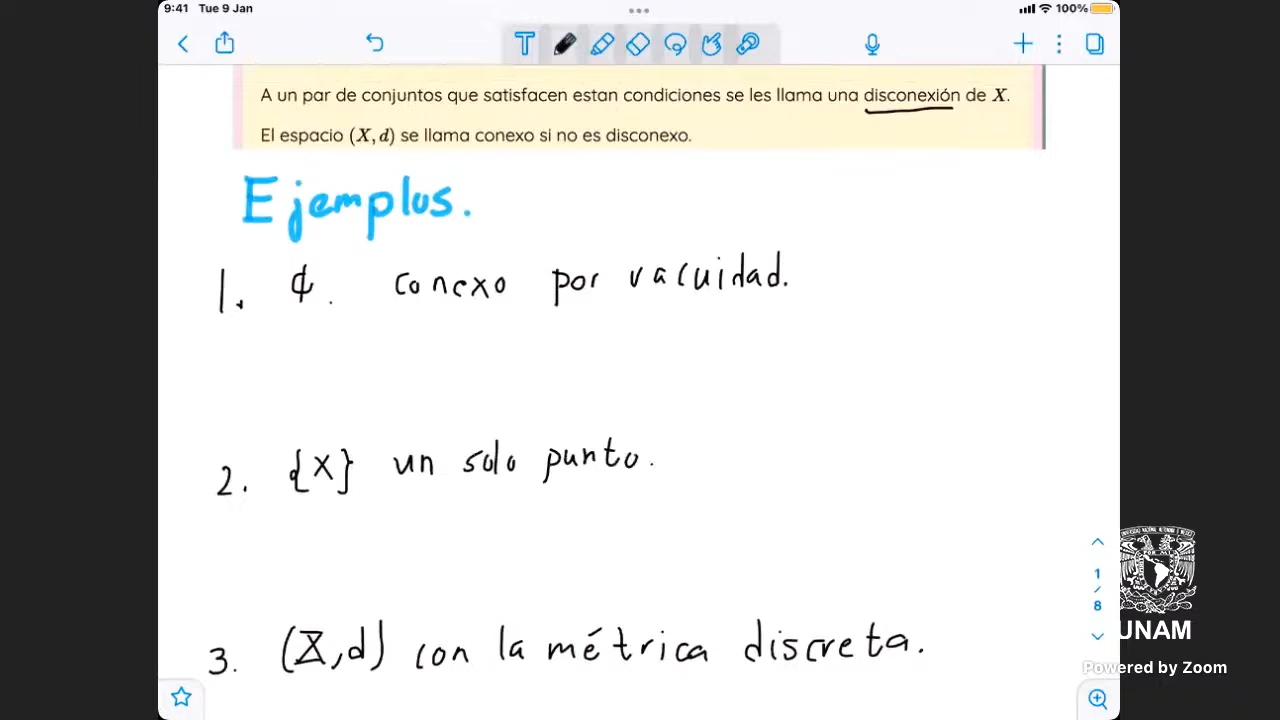 9:41 Tue 9 Jan
100%
A un par de conjuntos que satisfacen estan condiciones se les llama una disconexión de X.
El espacio (X, d) se llama conexo si no es disconexo.
Ejemplos.
1. ¢. conexo por vacuidad.
2. {x} un solo punto.
3. (X,d) con la métrica discreta.
1
/
8
UNAM
Powered by Zoom